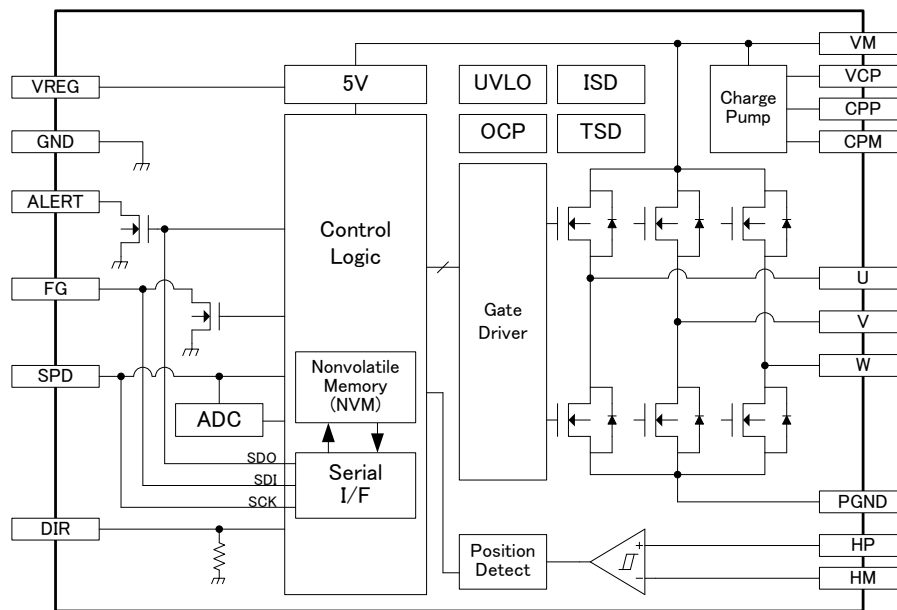 VM
VREG
5V
UVLO
ISD
Charge
Pump
VCP
CPP
CPM
GND
OCP
TSD
ALERT
Control
Logic
FG
Gate
Driver
U
V
W
SPD
ADC
Nonvolatile
Memory
(NVM)
SDO
SDI
SCK
Serial
I/F
PGND
DIR
Position
Detect
+
−
HP
HM